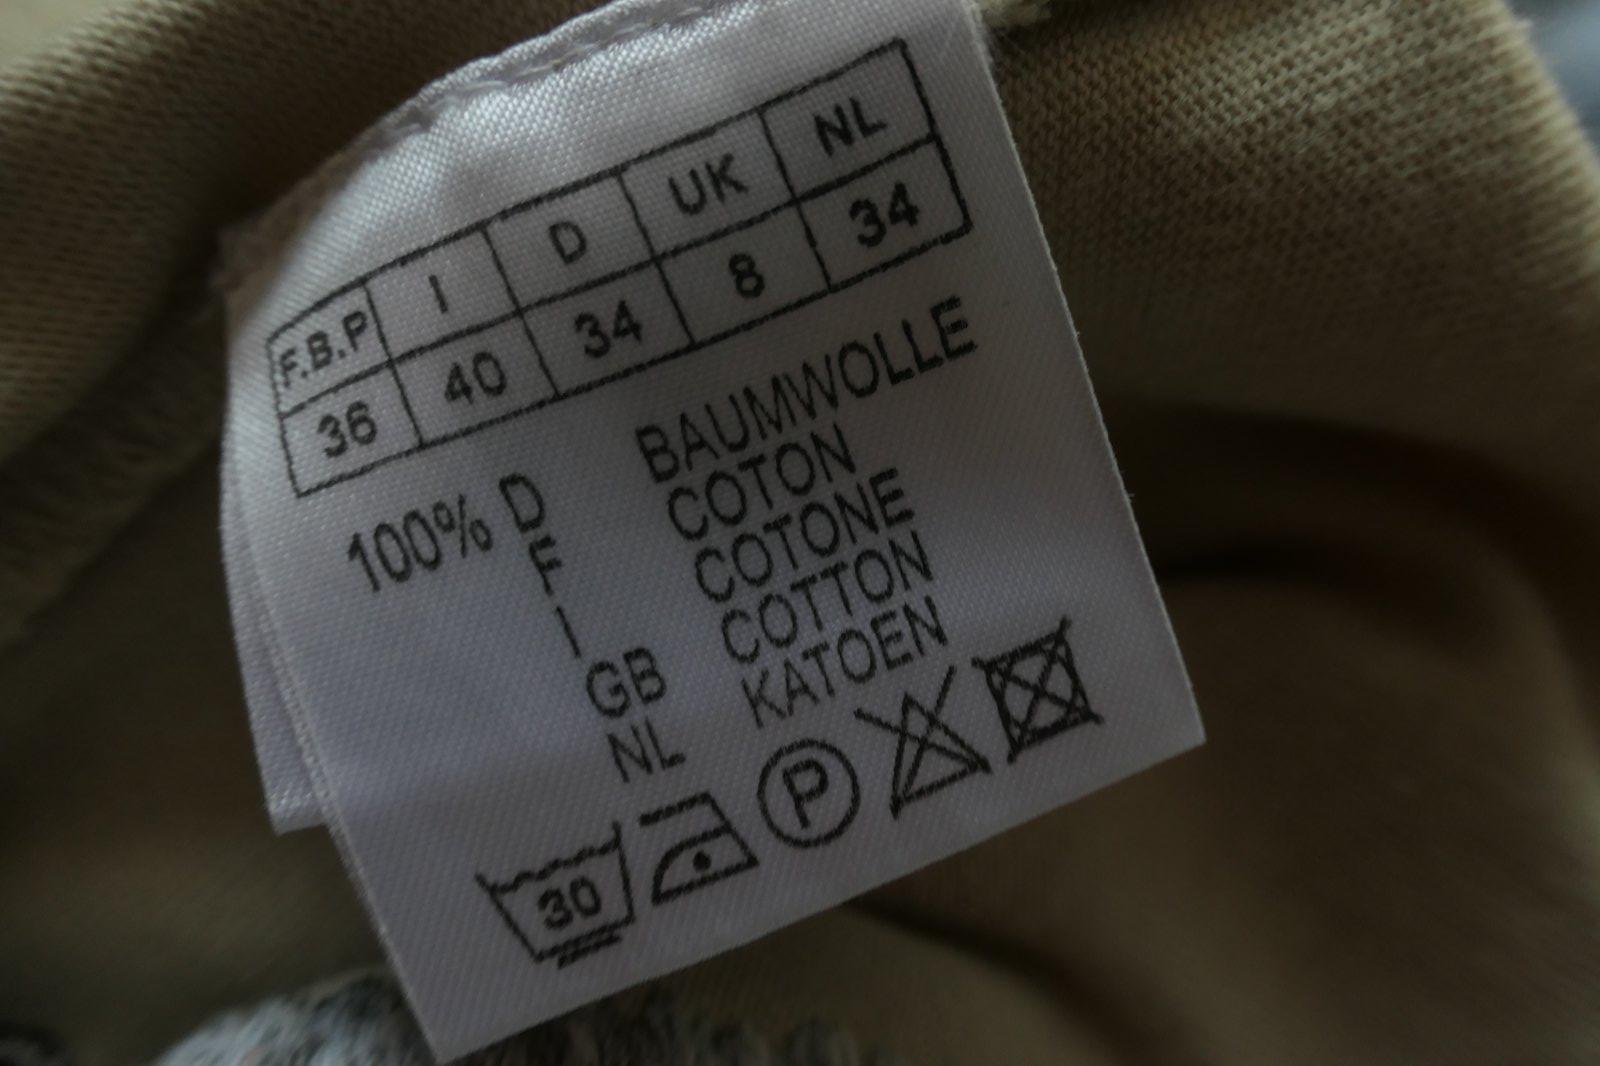 F.B.P I D UK NL
36 40 34 8 34
100% D BAUMWOLLE
F COTON
I COTONE
GB COTTON
NL KATOEN
30 P